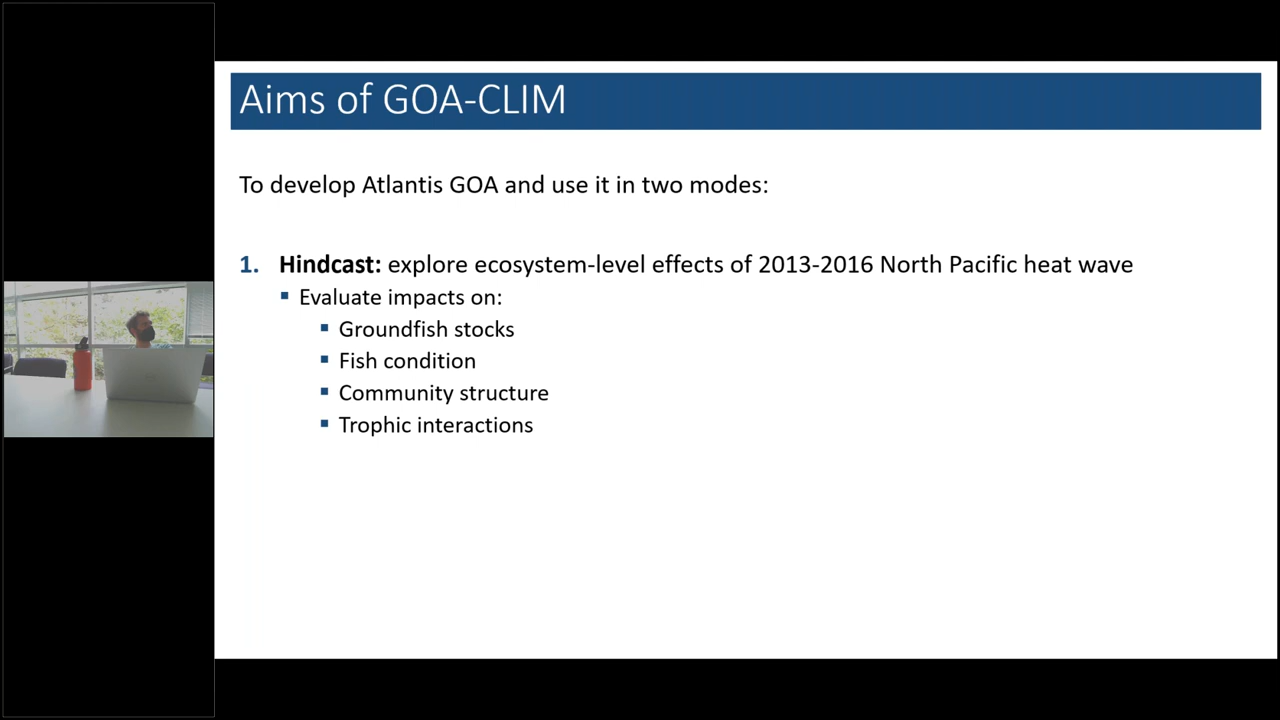 Aims of GOA-CLIM
To develop Atlantis GOA and use it in two modes:
1. Hindcast: explore ecosystem-level effects of 2013-2016 North Pacific heat wave
▪ Evaluate impacts on:
▪ Groundfish stocks
▪ Fish condition
▪ Community structure
▪ Trophic interactions